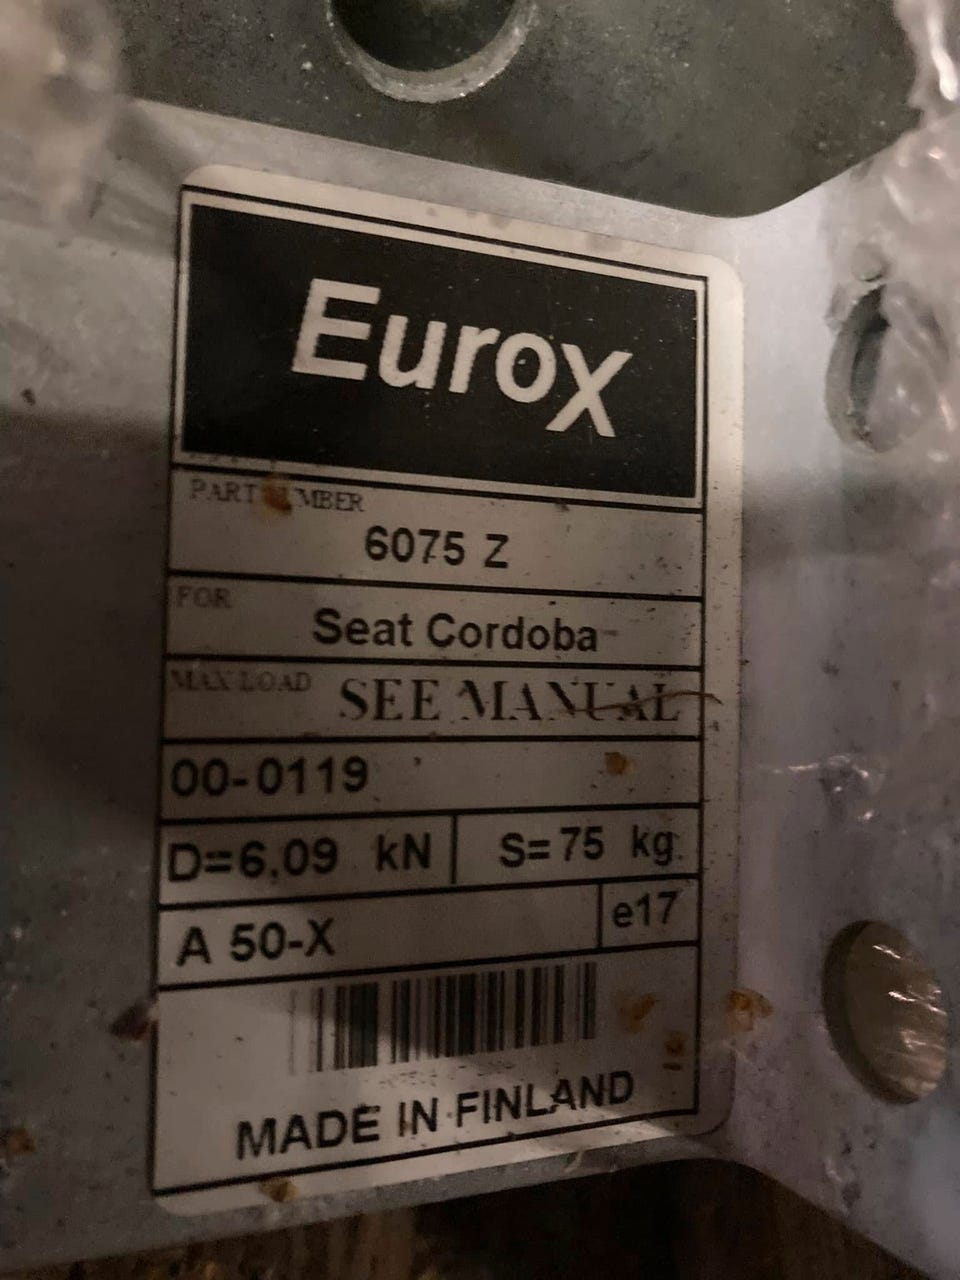 EuroX
PART NUMBER
6075 Z
FOR
Seat Cordoba
MAX LOAD SEE MANUAL
00-0119
D=6.09 kN S= 75 kg
A 50-X e17
MADE IN FINLAND